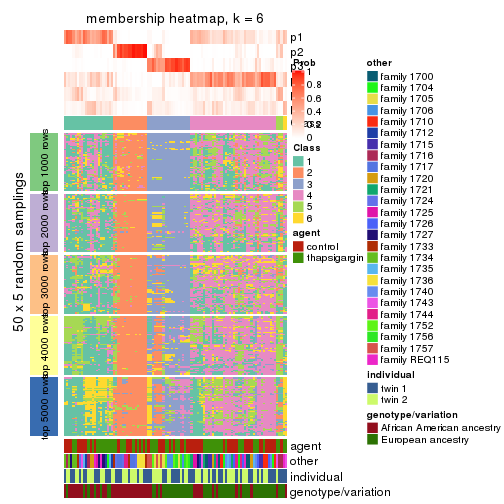 membership heatmap, k = 6
p1
p2
p3
Prob
1
0.8
0.6
0.4
0.2
0
Class
1
2
3
4
5
6
agent
control
thapsigargin
other
family 1700
family 1704
family 1705
family 1706
family 1710
family 1712
family 1715
family 1716
family 1717
family 1720
family 1721
family 1724
family 1725
family 1726
family 1727
family 1733
family 1734
family 1735
family 1736
family 1740
family 1743
family 1744
family 1752
family 1756
family 1757
family REQ115
individual
twin 1
twin 2
genotype/variation
African American ancestry
European ancestry
50 x 5 random samplings
top 1000 rows
top 2000 rows
top 3000 rows
top 4000 rows
top 5000 rows
agent
other
individual
genotype/variation